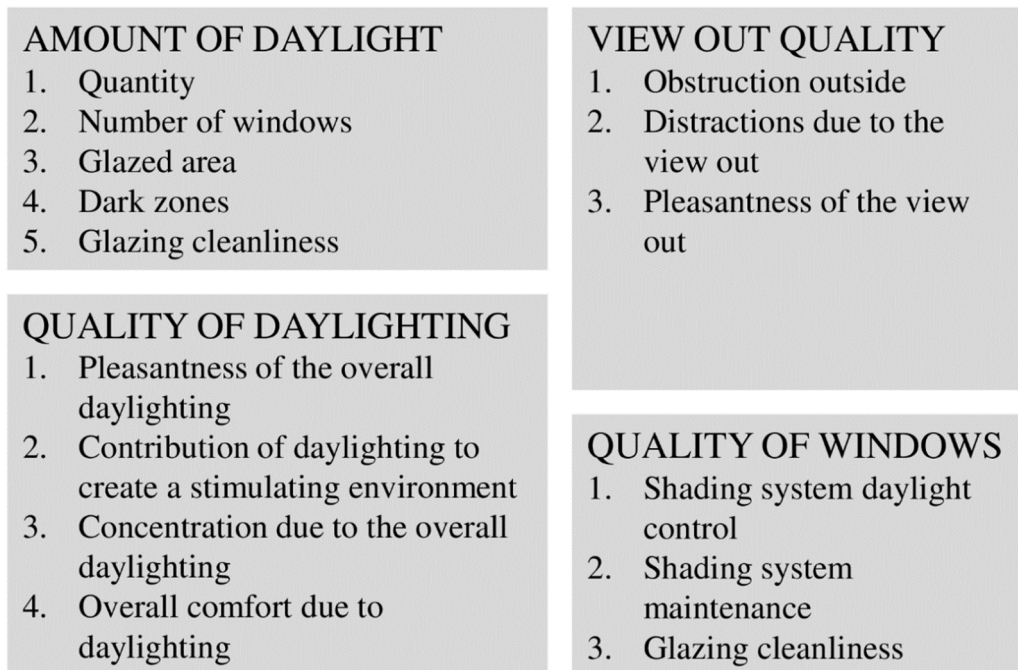 AMOUNT OF DAYLIGHT
1. Quantity
2. Number of windows
3. Glazed area
4. Dark zones
5. Glazing cleanliness
QUALITY OF DAYLIGHTING
1. Pleasantness of the overall
daylighting
2. Contribution of daylighting to
create a stimulating environment
3. Concentration due to the overall
daylighting
4. Overall comfort due to
daylighting
VIEW OUT QUALITY
1. Obstruction outside
2. Distractions due to the
view out
3. Pleasantness of the view
out
QUALITY OF WINDOWS
1. Shading system daylight
control
2. Shading system
maintenance
3. Glazing cleanliness